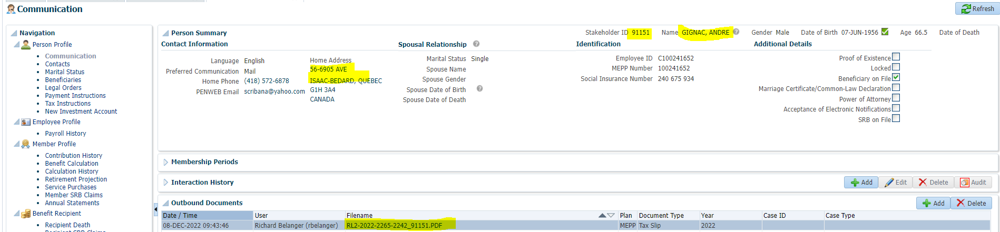 Communication
Refresh
Navigation
Person Profile
Communication
Contacts
Marital Status
Beneficiaries
Legal Orders
Payment Instructions
Tax Instructions
New Investment Account
Employee Profile
Payroll History
Member Profile
Contribution History
Benefit Calculation
Calculation History
Retirement Projection
Service Purchases
Member SRB Claims
Annual Statements
Benefit Recipient
Recipient Death
Recipient SRB Claims
Person Summary
Stakeholder ID 91151 Name GIGNAC, ANDRE Gender Male Date of Birth 07-JUN-1956 Age 66.5 Date of Death
Contact Information
Language English
Preferred Communication Mail
Home Phone (418) 572-6878
PENWEB Email scribana@yahoo.com
Home Address
56-6905 AVE
ISAAC-BEDARD, QUEBEC
G1H 3A4
CANADA
Spousal Relationship
Marital Status Single
Spouse Name
Spouse Gender
Spouse Date of Birth
Spouse Date of Death
Identification
Employee ID C100241652
MEPP Number 100241652
Social Insurance Number 240 675 934
Additional Details
Proof of Existence
Locked
Beneficiary on File
Marriage Certificate/Common-Law Declaration
Power of Attorney
Acceptance of Electronic Notifications
SRB on File
Membership Periods
Interaction History
Add Edit Delete Audit
Outbound Documents
Add Delete
Date / Time User Filename Plan Document Type Year Case ID Case Type
08-DEC-2022 09:43:46 Richard Belanger (rbelanger) RL2-2022-2265-2242_91151.PDF MEPP Tax Slip 2022